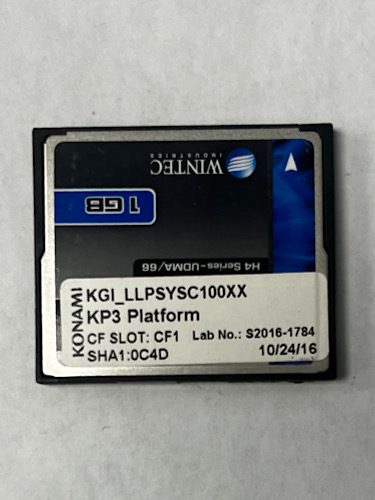 WINTEC
INDUSTRIES
1 GB
H4 Series-UDMA/66
KONAMI
KGI_LLPSYSC100XX
KP3 Platform
CF SLOT: CF1 Lab No.: S2016-1784
SHA1:0C4D 10/24/16